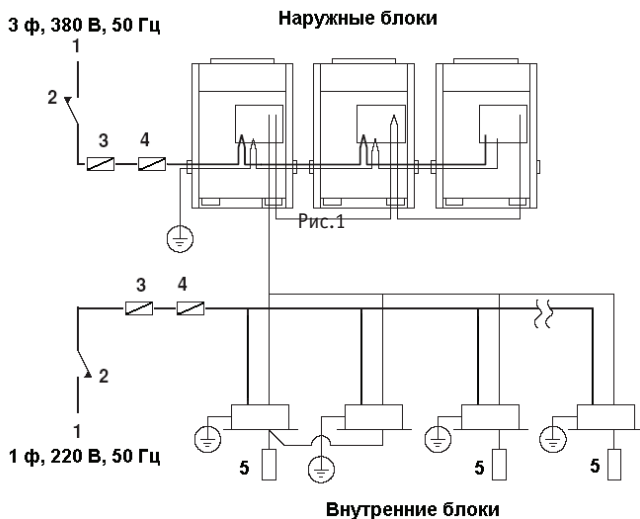 Наружные блоки
3 ф, 380 В, 50 Гц
1
2
3 4
Рис.1
3 4
2
1
1 ф, 220 В, 50 Гц
5 5 5
Внутренние блоки